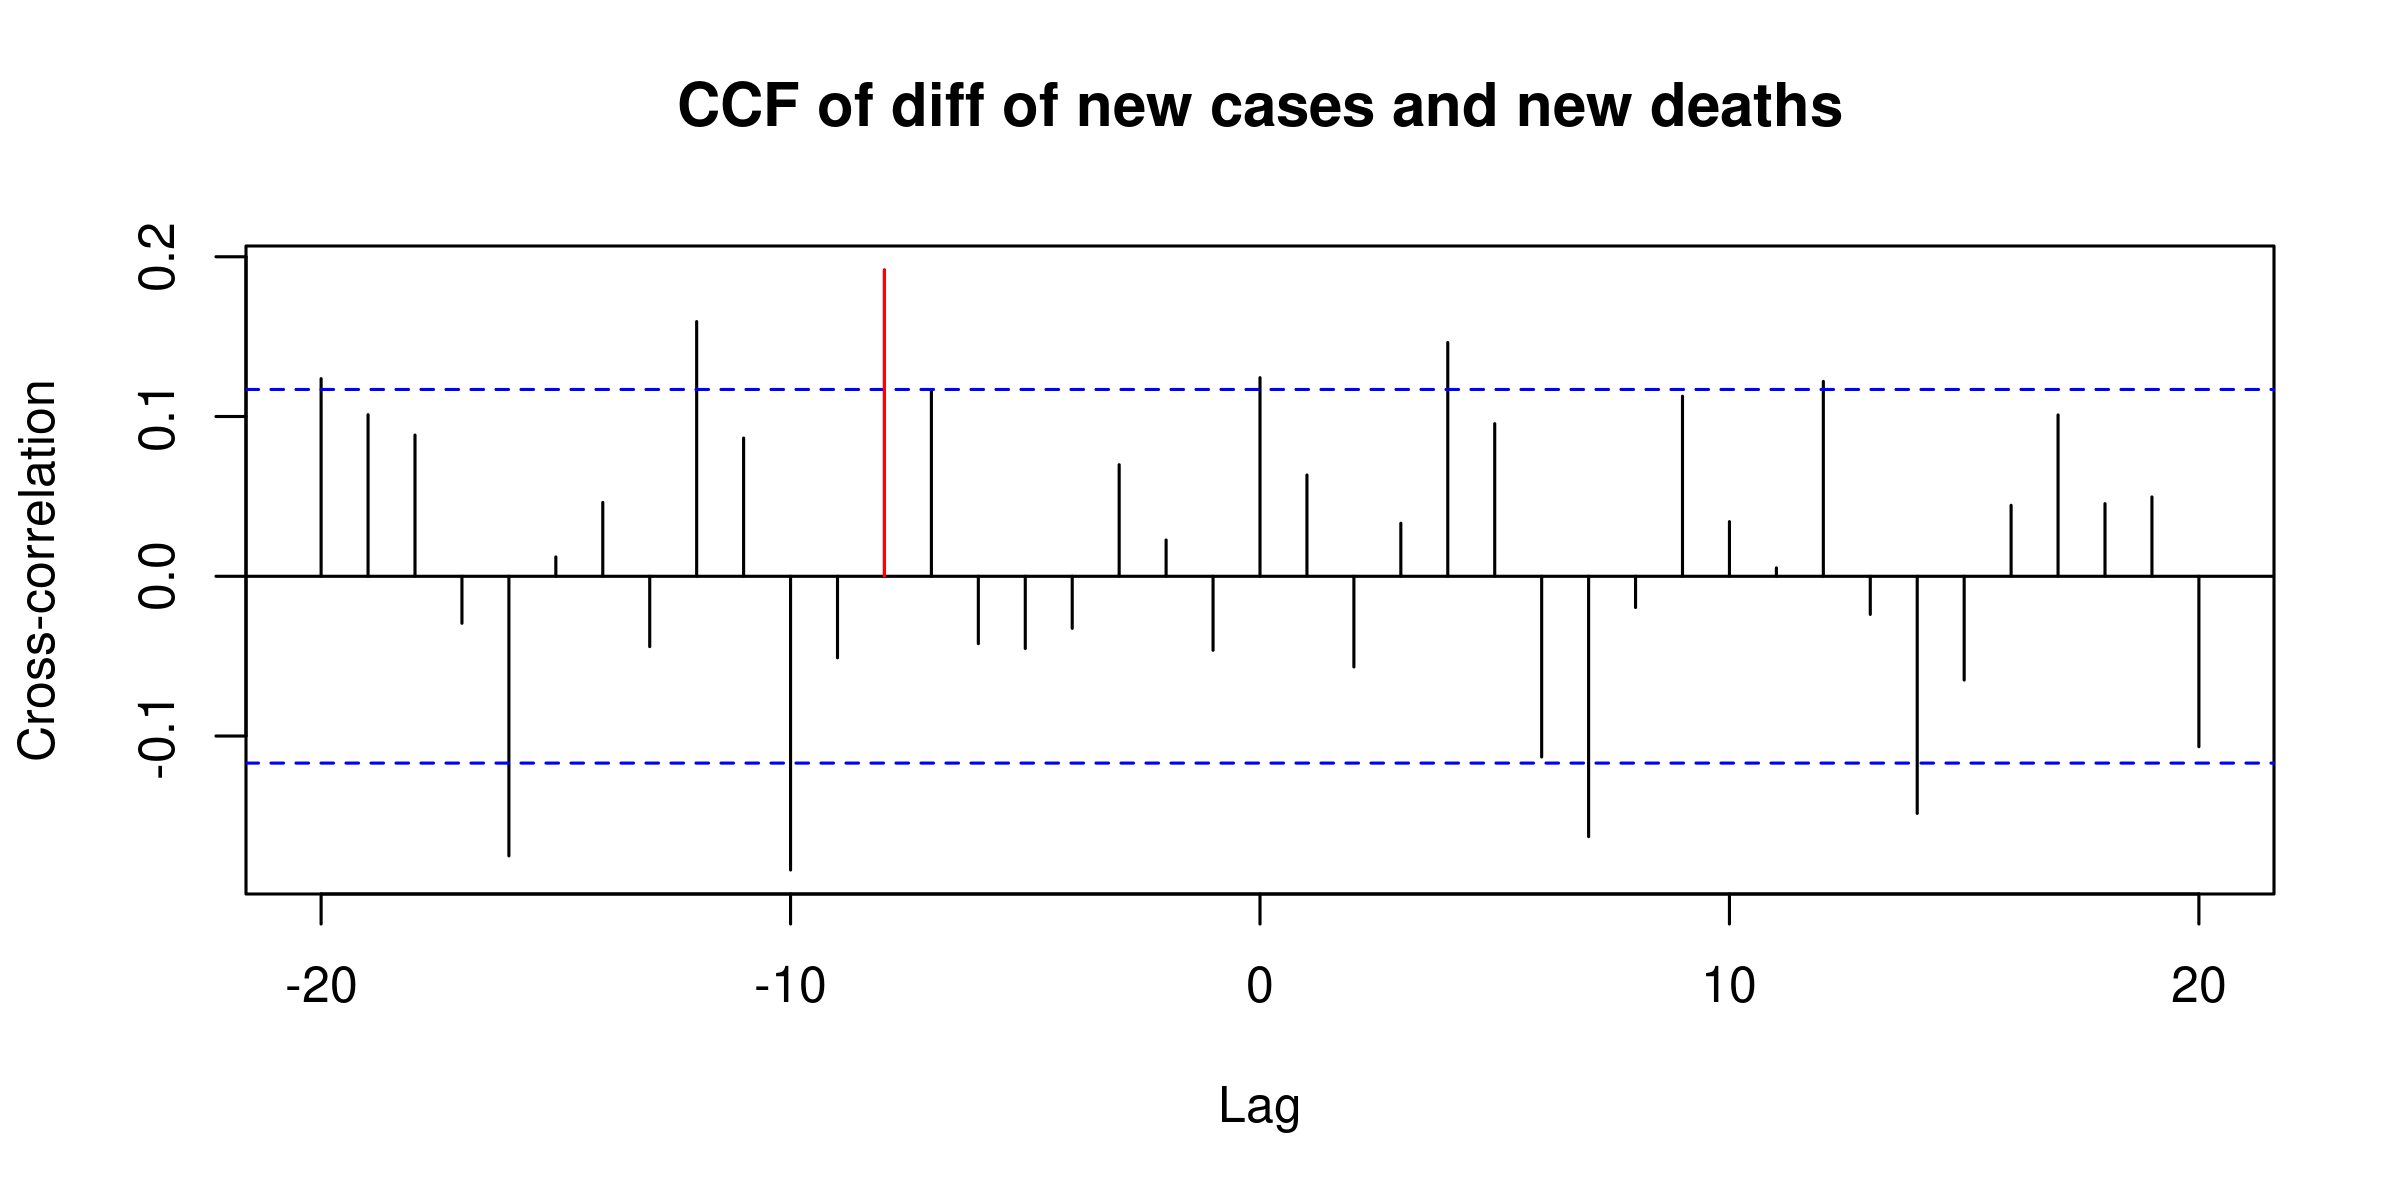 CCF of diff of new cases and new deaths
Cross-correlation
0.2
0.1
0.0
-0.1
-20 -10 0 10 20
Lag